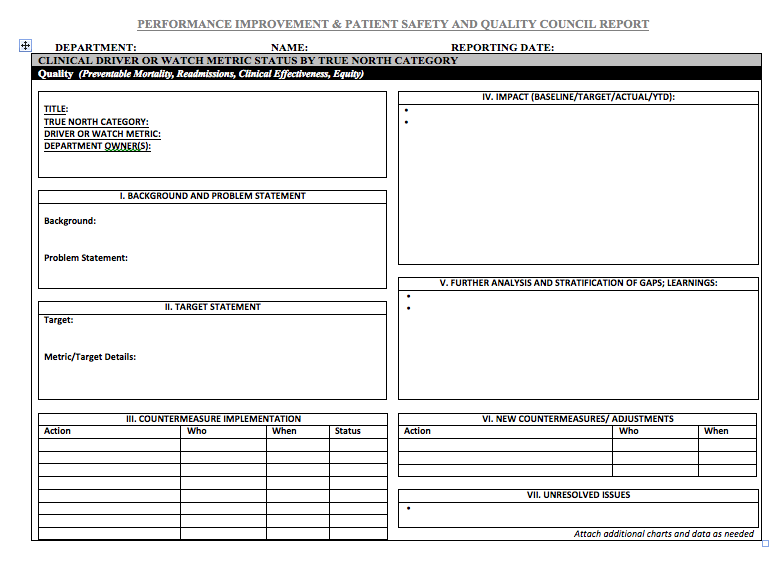 PERFORMANCE IMPROVEMENT & PATIENT SAFETY AND QUALITY COUNCIL REPORT
DEPARTMENT: NAME: REPORTING DATE:
CLINICAL DRIVER OR WATCH METRIC STATUS BY TRUE NORTH CATEGORY
Quality (Preventable Mortality, Readmissions, Clinical Effectiveness, Equity)
TITLE:
TRUE NORTH CATEGORY:
DRIVER OR WATCH METRIC:
DEPARTMENT OWNER(S):
I. BACKGROUND AND PROBLEM STATEMENT
Background:
Problem Statement:
II. TARGET STATEMENT
Target:
Metric/Target Details:
III. COUNTERMEASURE IMPLEMENTATION
Action Who When Status
IV. IMPACT (BASELINE/TARGET/ACTUAL/YTD):
•
•
V. FURTHER ANALYSIS AND STRATIFICATION OF GAPS; LEARNINGS:
•
•
VI. NEW COUNTERMEASURES/ ADJUSTMENTS
Action Who When
VII. UNRESOLVED ISSUES
•
Attach additional charts and data as needed